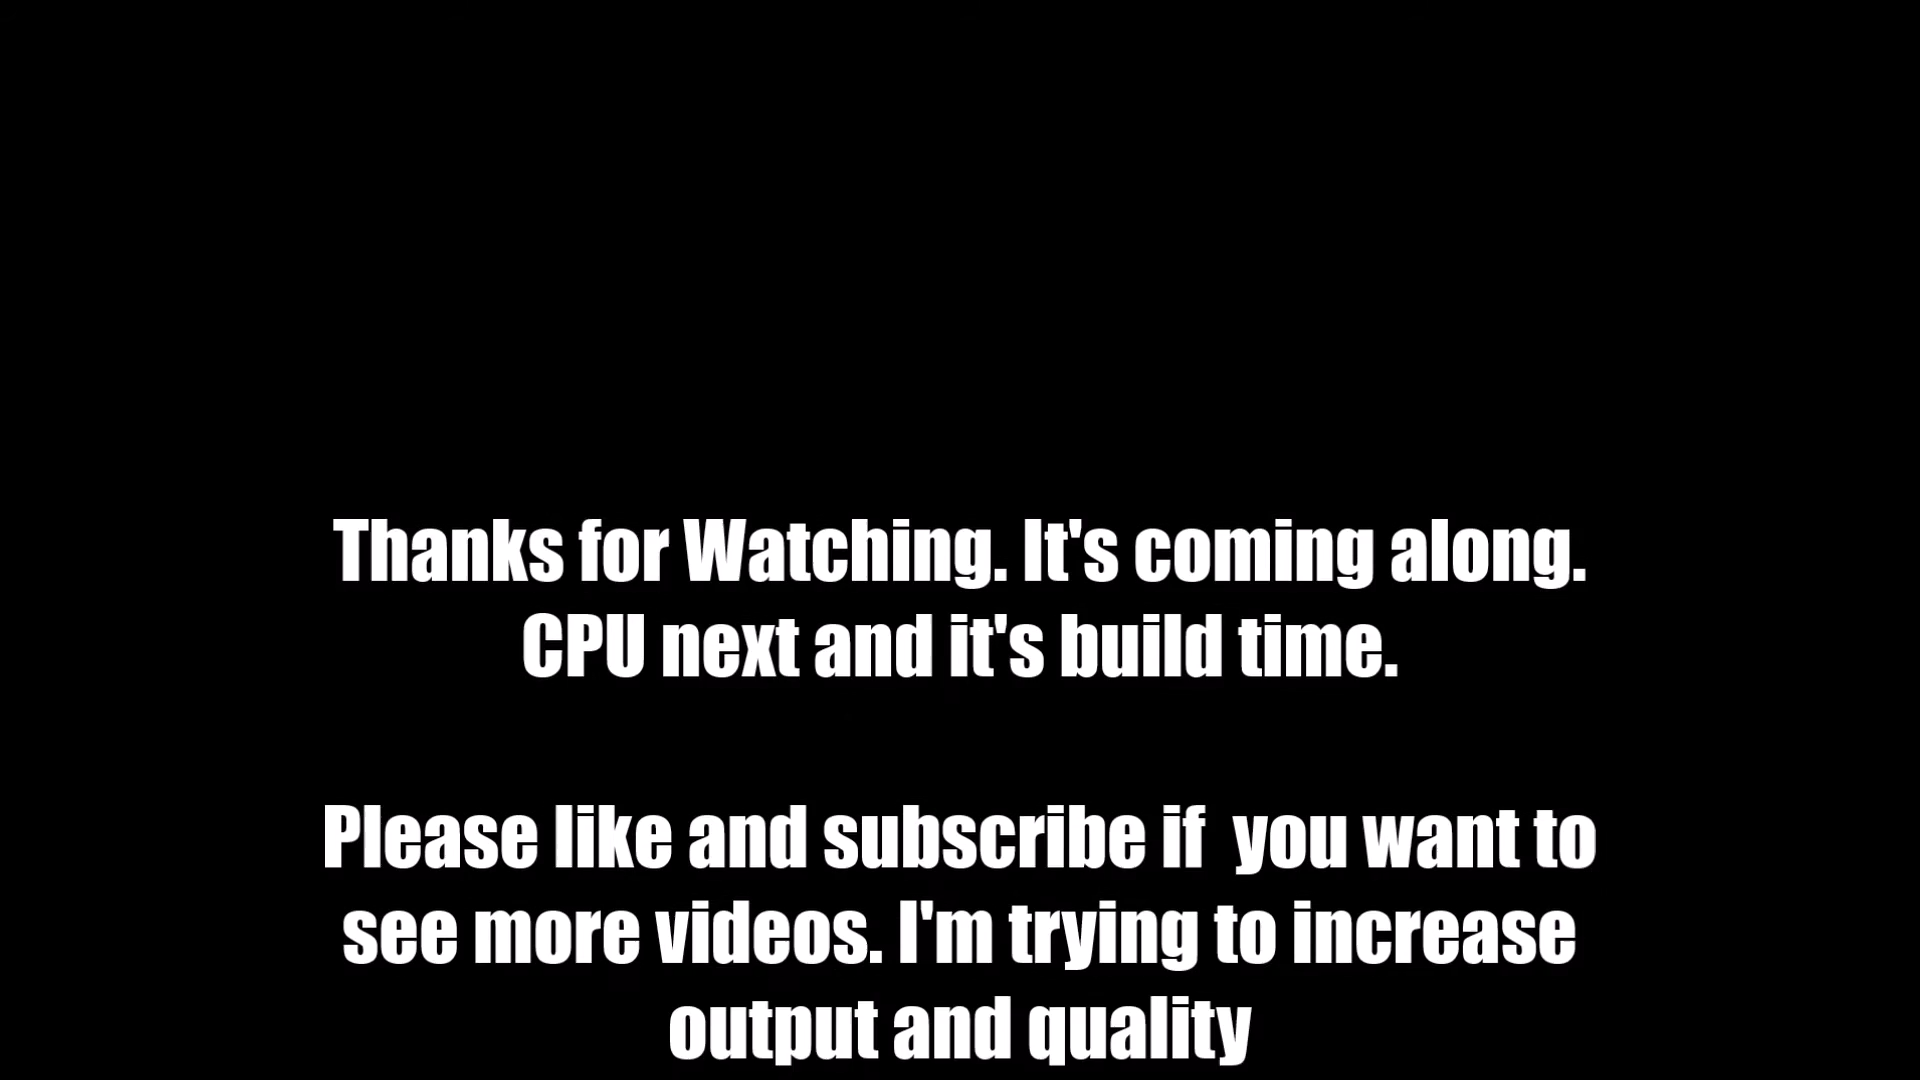 Thanks for Watching. It's coming along.
CPU next and it's build time.
Please like and subscribe if  you want to
see more videos. I'm trying to increase
output and quality